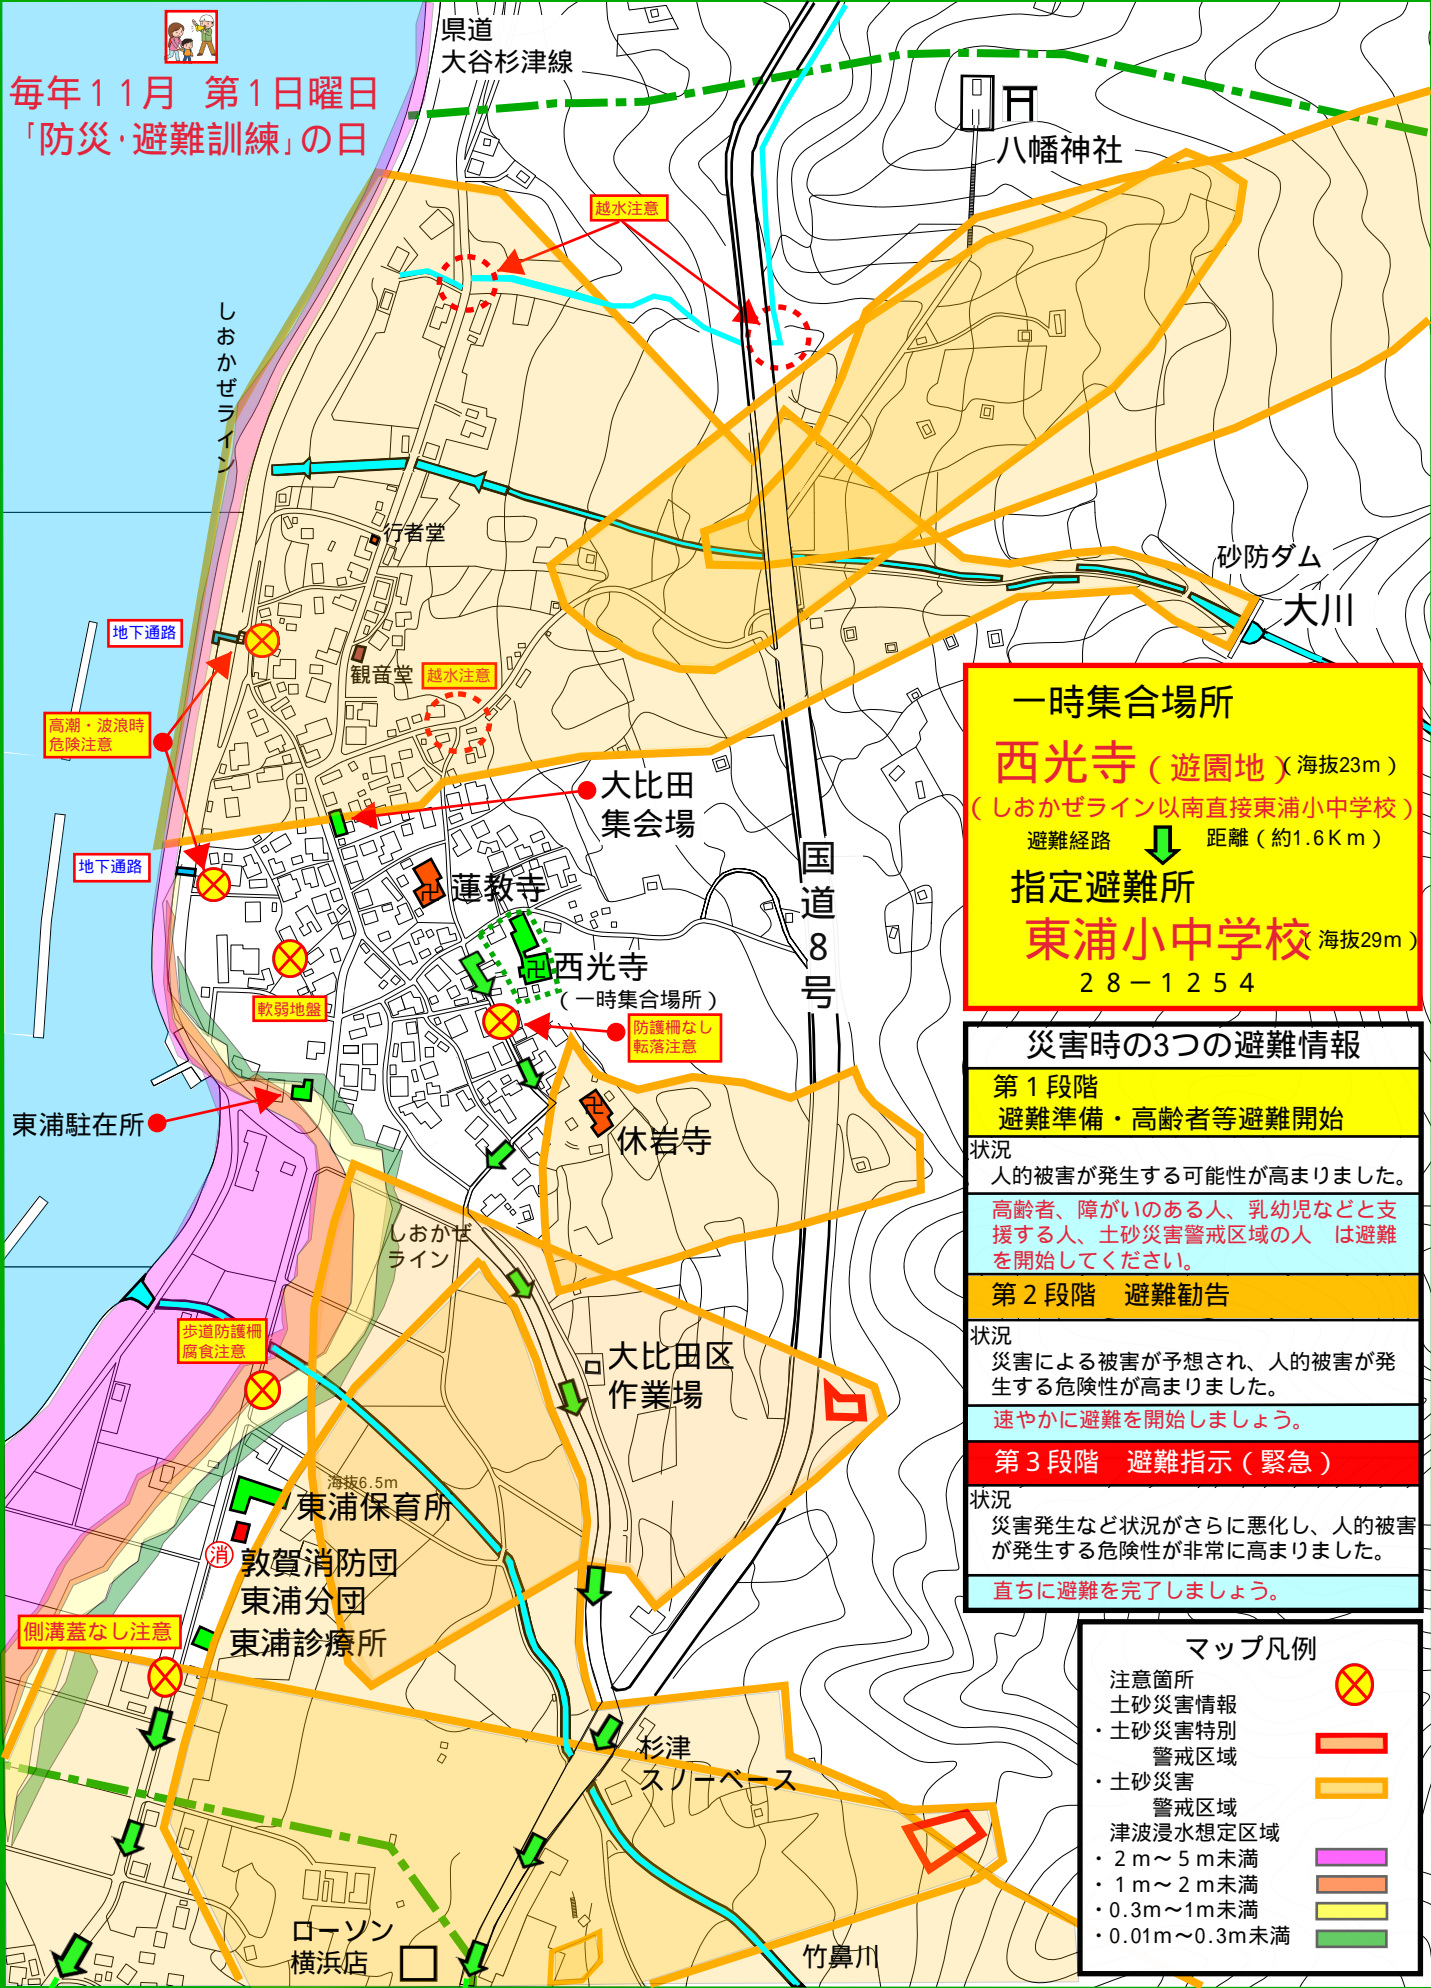 毎年11月 第1日曜日
「防災・避難訓練」の日
県道
大谷杉津線
八幡神社
越水注意
しおかぜライン
行者堂
砂防ダム
大川
地下通路
観音堂
越水注意
高潮・波浪時
危険注意
大比田
集会場
地下通路
蓮教寺
国道8号
西光寺
(一時集合場所)
軟弱地盤
防護柵なし
転落注意
東浦駐在所
休岩寺
しおかぜ
ライン
歩道防護柵
腐食注意
大比田区
作業場
海抜6.5m
東浦保育所
消
敦賀消防団
東浦分団
東浦診療所
側溝蓋なし注意
杉津
スノーベース
ローソン
横浜店
竹鼻川
一時集合場所
西光寺(遊園地)(海抜23m)
(しおかぜライン以南直接東浦小中学校)
避難経路 距離(約1.6Km)
指定避難所
東浦小中学校(海抜29m)
28-1254
災害時の3つの避難情報
第1段階
避難準備・高齢者等避難開始
状況
人的被害が発生する可能性が高まりました。
高齢者、障がいのある人、乳幼児などと支
援する人、土砂災害警戒区域の人 は避難
を開始してください。
第2段階 避難勧告
状況
災害による被害が予想され、人的被害が発
生する危険性が高まりました。
速やかに避難を開始しましょう。
第3段階 避難指示(緊急)
状況
災害発生など状況がさらに悪化し、人的被害
が発生する危険性が非常に高まりました。
直ちに避難を完了しましょう。
マップ凡例
注意箇所
土砂災害情報
・土砂災害特別
警戒区域
・土砂災害
警戒区域
津波浸水想定区域
・2m~5m未満
・1m~2m未満
・0.3m~1m未満
・0.01m~0.3m未満